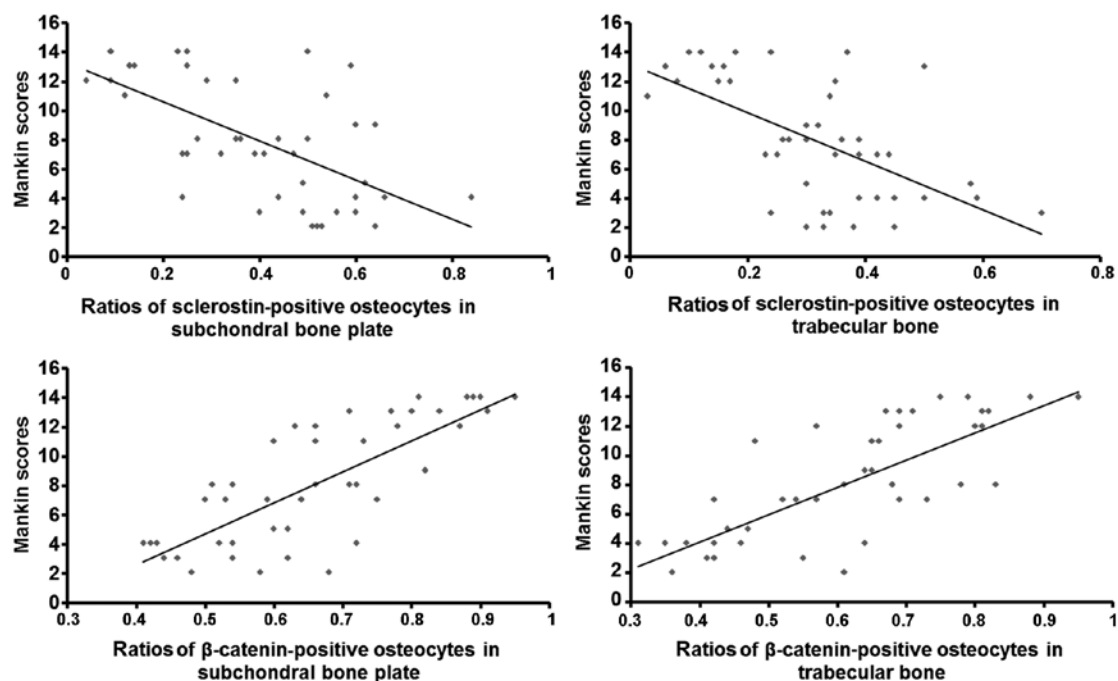 Mankin scores
16
14
12
10
8
6
4
2
0
0 0.2 0.4 0.6 0.8 1
Ratios of sclerostin-positive osteocytes in
subchondral bone plate
Mankin scores
16
14
12
10
8
6
4
2
0
0 0.2 0.4 0.6 0.8
Ratios of sclerostin-positive osteocytes in
trabecular bone
Mankin scores
16
14
12
10
8
6
4
2
0
0.3 0.4 0.5 0.6 0.7 0.8 0.9 1
Ratios of β-catenin-positive osteocytes in
subchondral bone plate
Mankin scores
16
14
12
10
8
6
4
2
0
0.3 0.4 0.5 0.6 0.7 0.8 0.9 1
Ratios of β-catenin-positive osteocytes in
trabecular bone